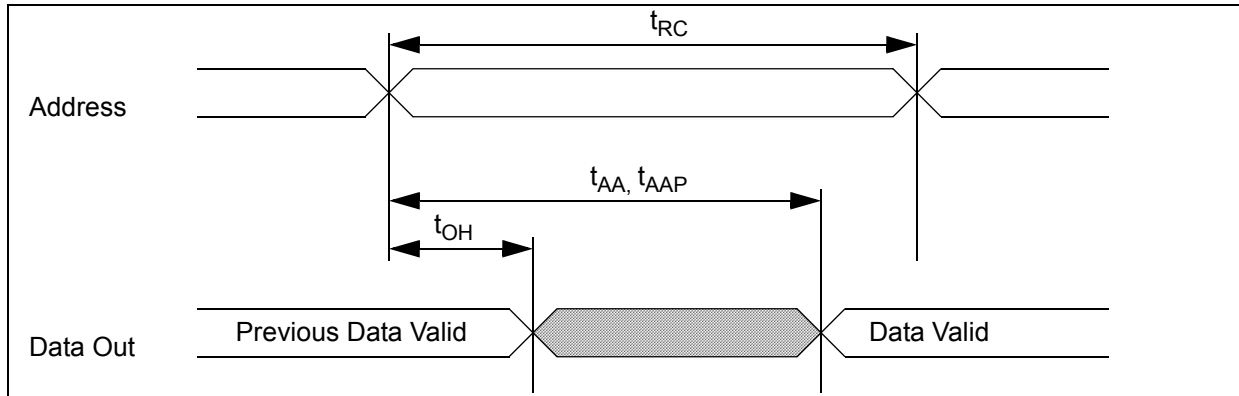 tRC
Address
tAA, tAAP
tOH
Previous Data Valid
Data Valid
Data Out